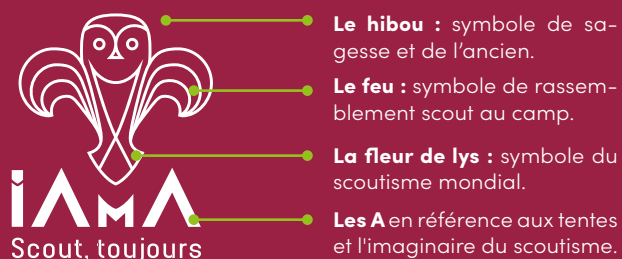 Le hibou : symbole de sa-
gesse et de l’ancien.
Le feu : symbole de rassem-
blement scout au camp.
La fleur de lys : symbole du
scoutisme mondial.
Les A en référence aux tentes
et l'imaginaire du scoutisme.
iAMA
Scout, toujours